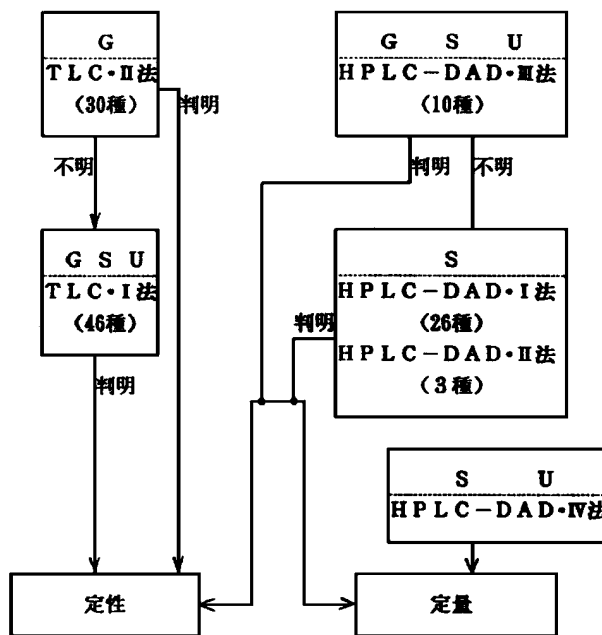 G
TLC・Ⅱ法
(30種)
判明
不明
G S U
TLC・Ⅰ法
(46種)
判明
G S U
HPLC−DAD・Ⅲ法
(10種)
判明
不明
S
HPLC−DAD・Ⅰ法
(26種)
HPLC−DAD・Ⅱ法
(3種)
判明
S U
HPLC−DAD・Ⅳ法
定性
定量